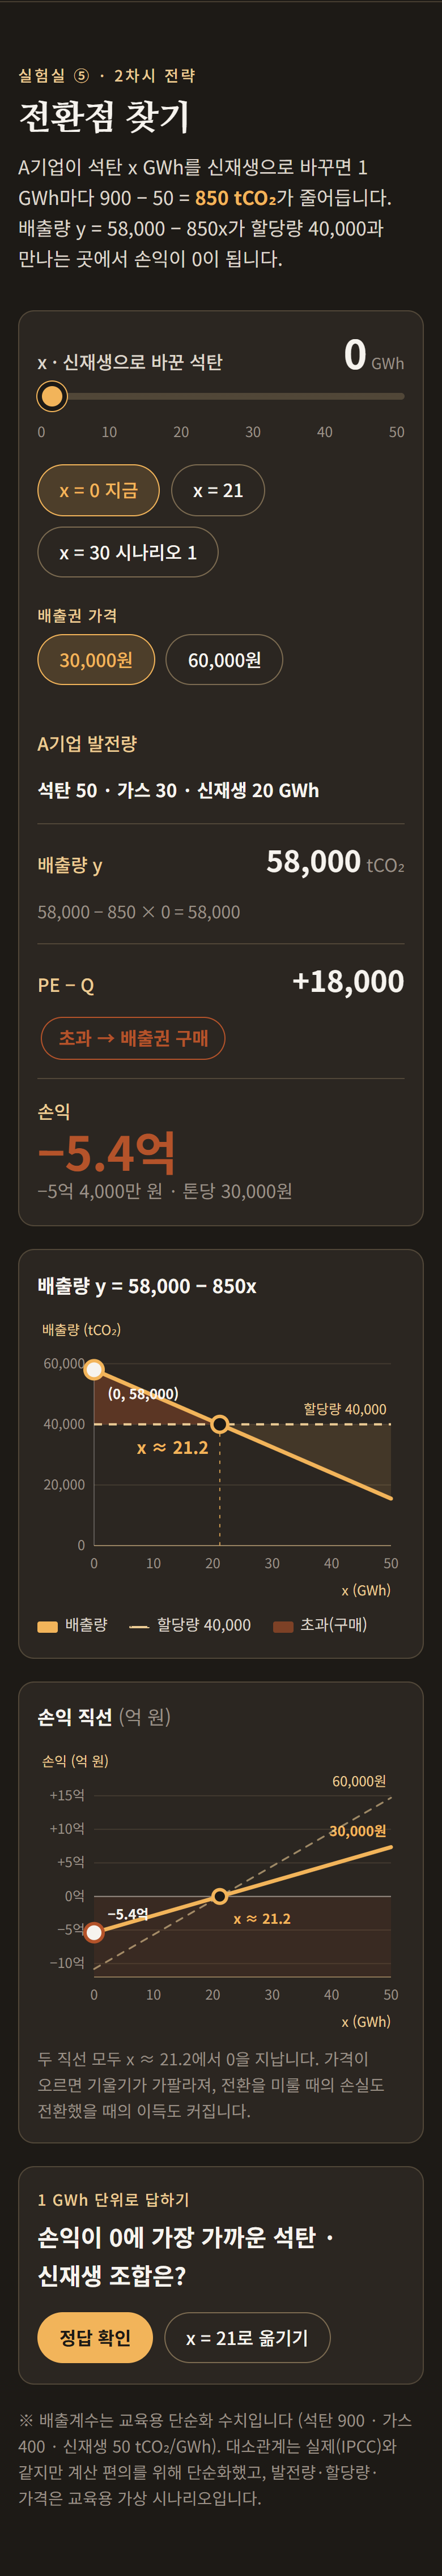 실험실 ⑤ · 2차시 전략
전환점 찾기
A기업이 석탄 x GWh를 신재생으로 바꾸면 1
GWh마다 900 − 50 = 850 tCO₂가 줄어듭니다.
배출량 y = 58,000 − 850x가 할당량 40,000과
만나는 곳에서 손익이 0이 됩니다.
x · 신재생으로 바꾼 석탄 0 GWh
0 10 20 30 40 50
x = 0 지금 x = 21
x = 30 시나리오 1
배출권 가격
30,000원 60,000원
A기업 발전량
석탄 50 · 가스 30 · 신재생 20 GWh
배출량 y 58,000 tCO₂
58,000 − 850 × 0 = 58,000
PE − Q +18,000
초과 → 배출권 구매
손익
−5.4억
−5억 4,000만 원 · 톤당 30,000원
배출량 y = 58,000 − 850x
배출량 (tCO₂)
60,000
(0, 58,000)
할당량 40,000
40,000
x ≈ 21.2
20,000
0
0 10 20 30 40 50
x (GWh)
배출량 할당량 40,000 초과(구매)
손익 직선 (억 원)
손익 (억 원)
60,000원
+15억
+10억 30,000원
+5억
0억
−5.4억 x ≈ 21.2
−5억
−10억
0 10 20 30 40 50
x (GWh)
두 직선 모두 x ≈ 21.2에서 0을 지납니다. 가격이
오르면 기울기가 가팔라져, 전환을 미룰 때의 손실도
전환했을 때의 이득도 커집니다.
1 GWh 단위로 답하기
손익이 0에 가장 가까운 석탄 ·
신재생 조합은?
정답 확인 x = 21로 옮기기
※ 배출계수는 교육용 단순화 수치입니다 (석탄 900 · 가스
400 · 신재생 50 tCO₂/GWh). 대소관계는 실제(IPCC)와
같지만 계산 편의를 위해 단순화했고, 발전량·할당량·
가격은 교육용 가상 시나리오입니다.